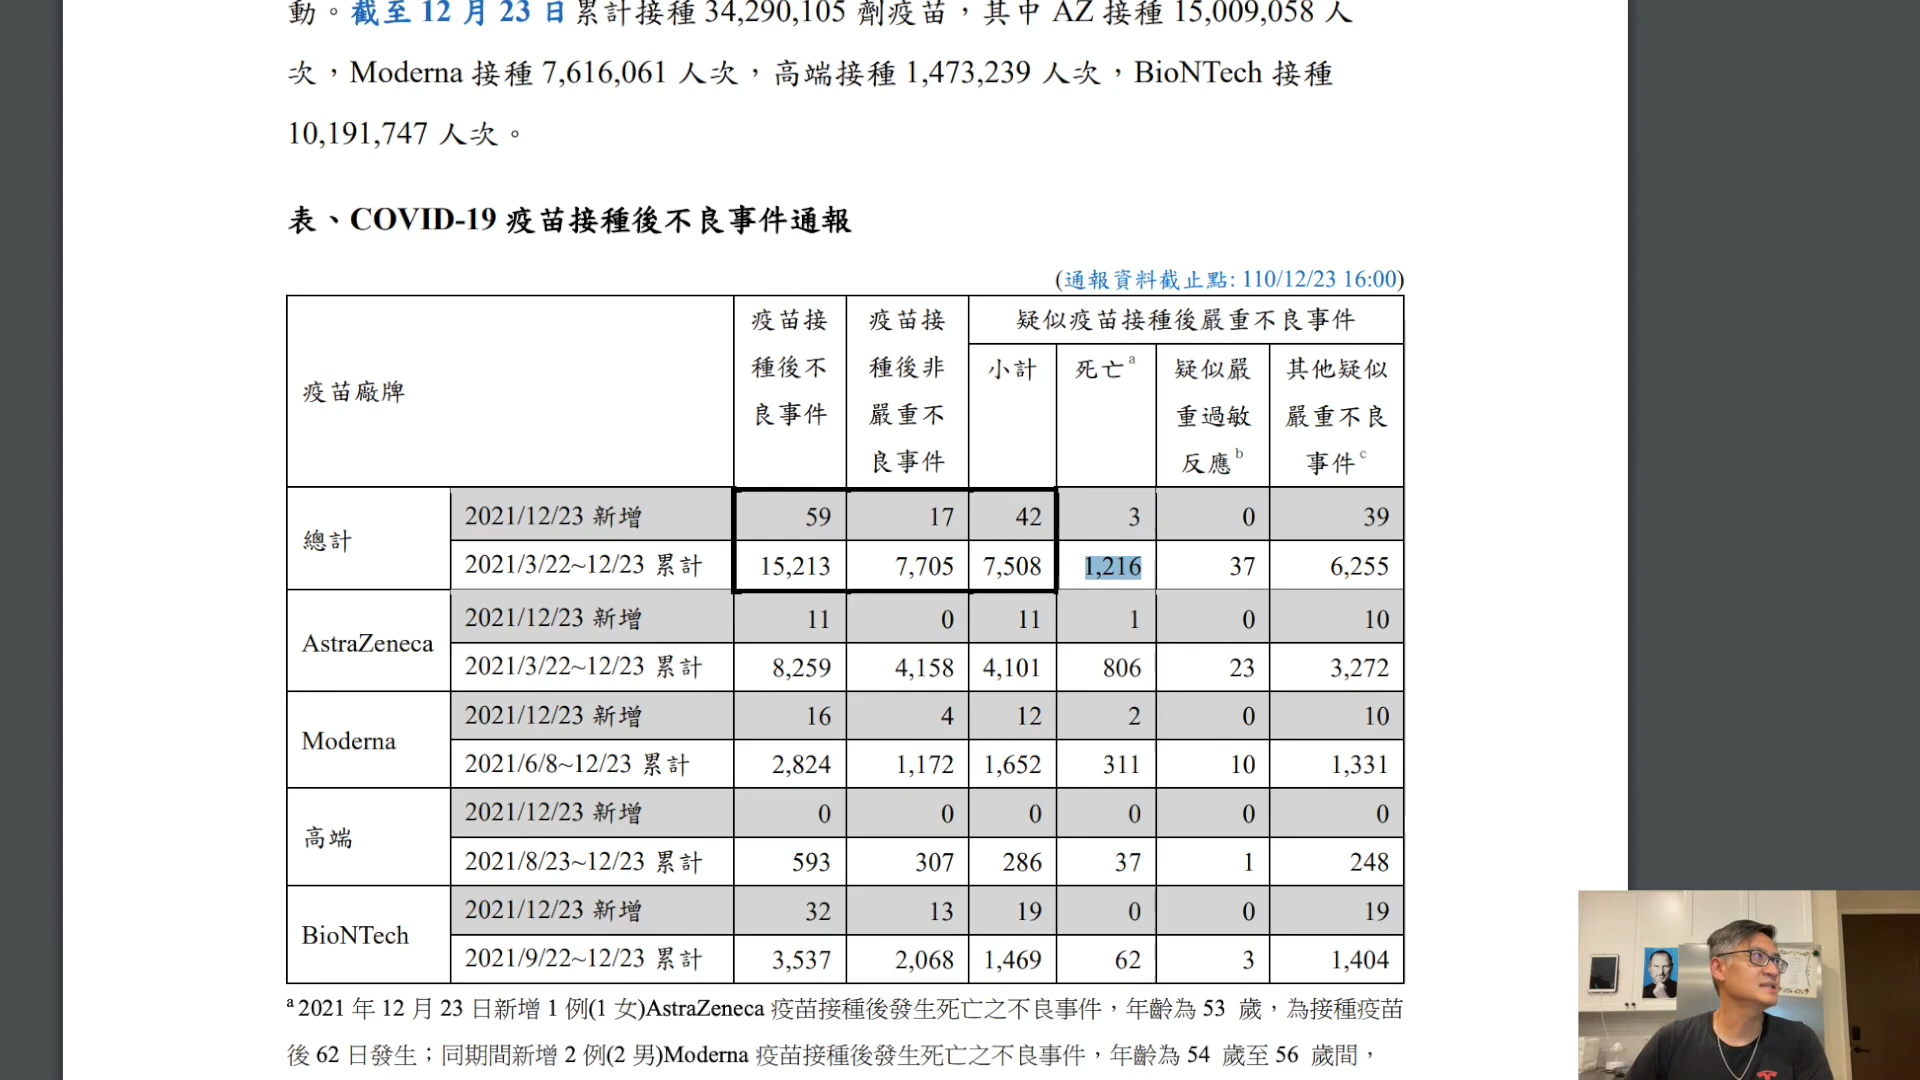 動。截至 12 月 23 日累計接種 34,290,105 劑疫苗，其中 AZ 接種 15,009,058 人
次，Moderna 接種 7,616,061 人次，高端接種 1,473,239 人次，BioNTech 接種
10,191,747 人次。
表、COVID-19 疫苗接種後不良事件通報
(通報資料截止點: 110/12/23 16:00)
疫苗廠牌
疫苗接
種後不
良事件
疫苗接
種後非
嚴重不
良事件
疑似疫苗接種後嚴重不良事件
小計
死亡a
疑似嚴
重過敏
反應b
其他疑似
嚴重不良
事件c
總計
2021/12/23 新增 59 17 42 3 0 39
2021/3/22~12/23 累計 15,213 7,705 7,508 1,216 37 6,255
AstraZeneca
2021/12/23 新增 11 0 11 1 0 10
2021/3/22~12/23 累計 8,259 4,158 4,101 806 23 3,272
Moderna
2021/12/23 新增 16 4 12 2 0 10
2021/6/8~12/23 累計 2,824 1,172 1,652 311 10 1,331
高端
2021/12/23 新增 0 0 0 0 0 0
2021/8/23~12/23 累計 593 307 286 37 1 248
BioNTech
2021/12/23 新增 32 13 19 0 0 19
2021/9/22~12/23 累計 3,537 2,068 1,469 62 3 1,404
a 2021 年 12 月 23 日新增 1 例(1 女)AstraZeneca 疫苗接種後發生死亡之不良事件，年齡為 53 歲，為接種疫苗
後 62 日發生；同期間新增 2 例(2 男)Moderna 疫苗接種後發生死亡之不良事件，年齡為 54 歲至 56 歲間，